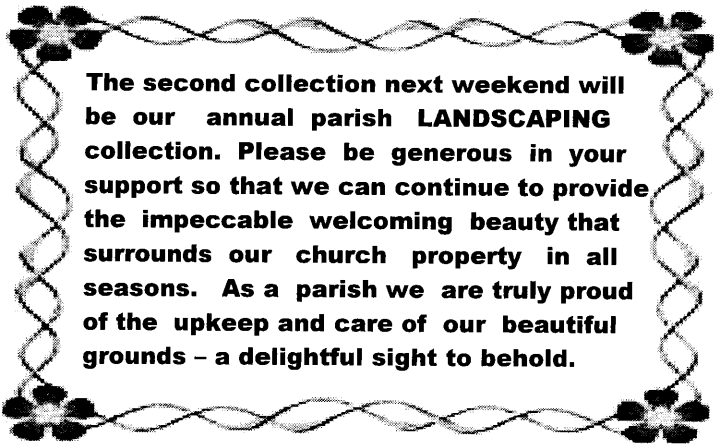 The second collection next weekend will
be our annual parish LANDSCAPING
collection. Please be generous in your
support so that we can continue to provide
the impeccable welcoming beauty that
surrounds our church property in all
seasons. As a parish we are truly proud
of the upkeep and care of our beautiful
grounds – a delightful sight to behold.